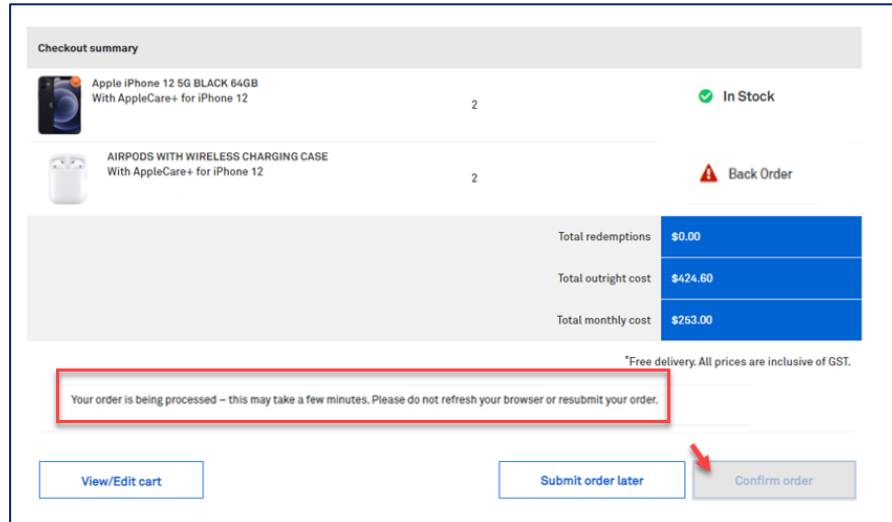 Checkout summary
Apple iPhone 12 5G BLACK 64GB
With AppleCare+ for iPhone 12
2
In Stock
AIRPODS WITH WIRELESS CHARGING CASE
With AppleCare+ for iPhone 12
2
Back Order
Total redemptions $0.00
Total outright cost $424.60
Total monthly cost $253.00
*Free delivery. All prices are inclusive of GST.
Your order is being processed – this may take a few minutes. Please do not refresh your browser or resubmit your order.
View/Edit cart
Submit order later
Confirm order